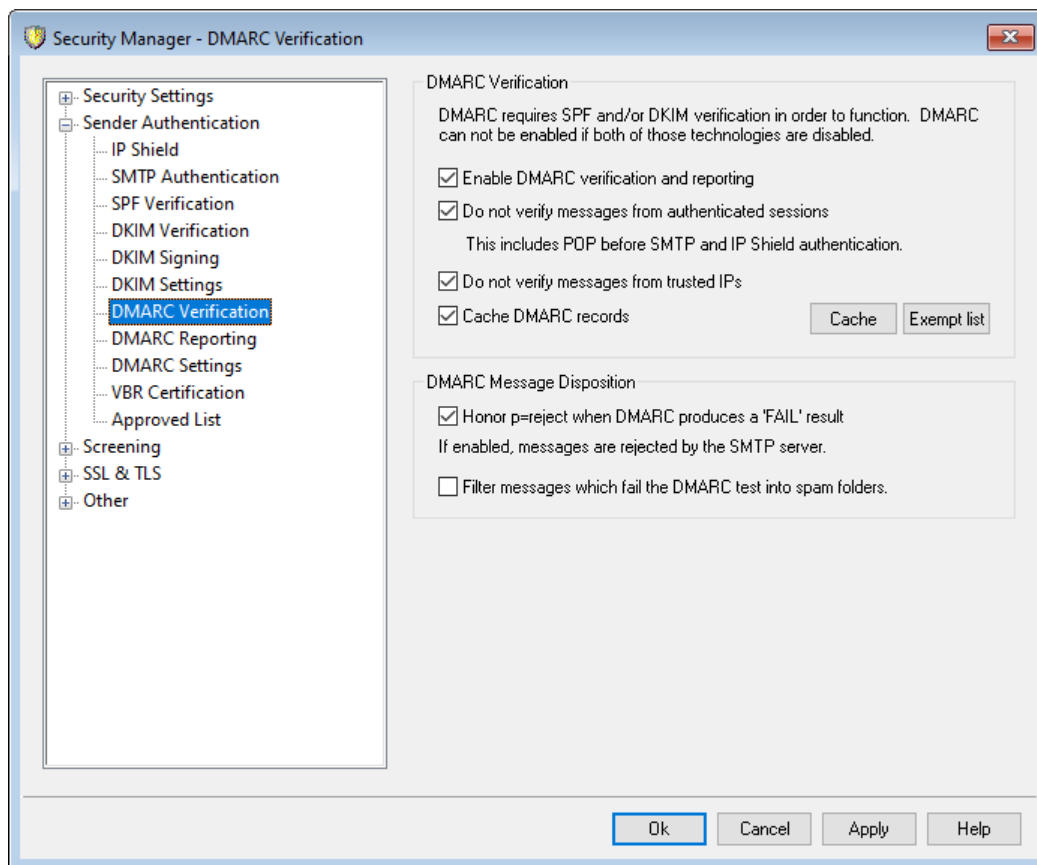 Security Manager - DMARC Verification
Security Settings
Sender Authentication
IP Shield
SMTP Authentication
SPF Verification
DKIM Verification
DKIM Signing
DKIM Settings
DMARC Verification
DMARC Reporting
DMARC Settings
VBR Certification
Approved List
Screening
SSL & TLS
Other
DMARC Verification
DMARC requires SPF and/or DKIM verification in order to function. DMARC
can not be enabled if both of those technologies are disabled.
Enable DMARC verification and reporting
Do not verify messages from authenticated sessions
This includes POP before SMTP and IP Shield authentication.
Do not verify messages from trusted IPs
Cache DMARC records
Cache
Exempt list
DMARC Message Disposition
Honor p=reject when DMARC produces a 'FAIL' result
If enabled, messages are rejected by the SMTP server.
Filter messages which fail the DMARC test into spam folders.
Ok
Cancel
Apply
Help